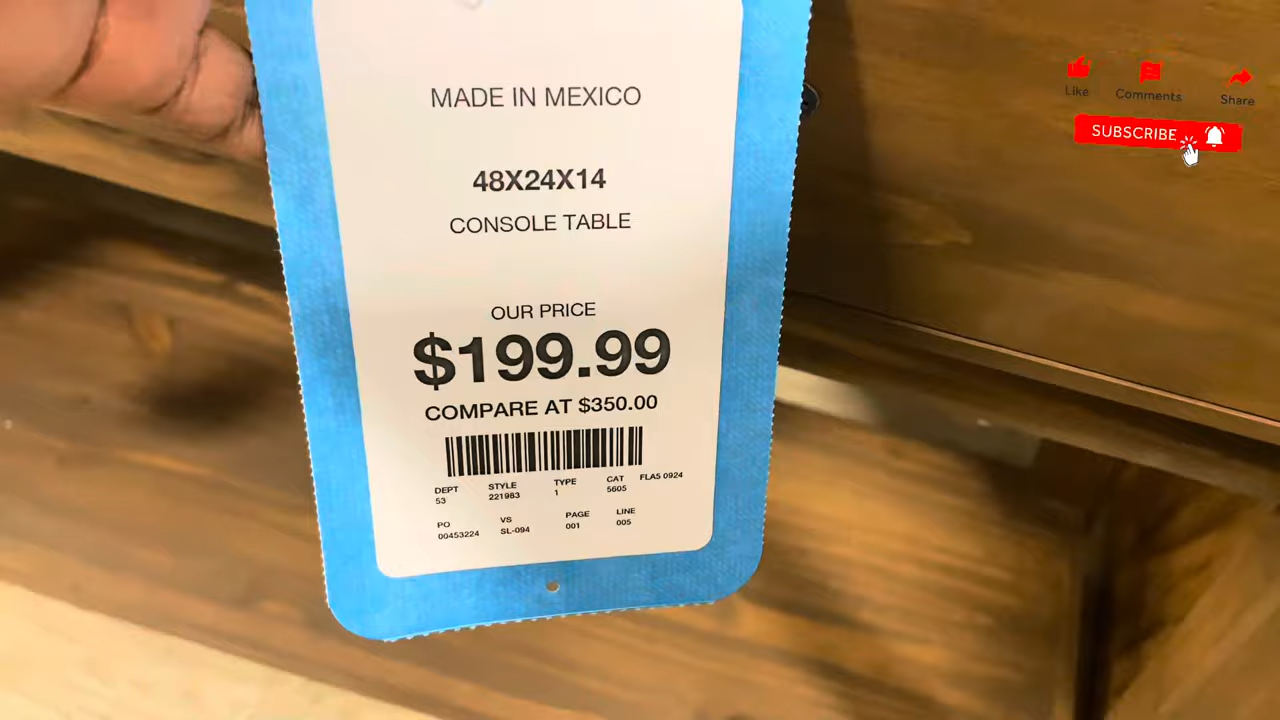 MADE IN MEXICO
48X24X14
CONSOLE TABLE
OUR PRICE
$199.99
COMPARE AT $350.00
DEPT STYLE TYPE CAT FLA5 0924
53 221983 1 5605
PO VS PAGE LINE
00453224 SL-094 001 005
Like Comments Share
SUBSCRIBE